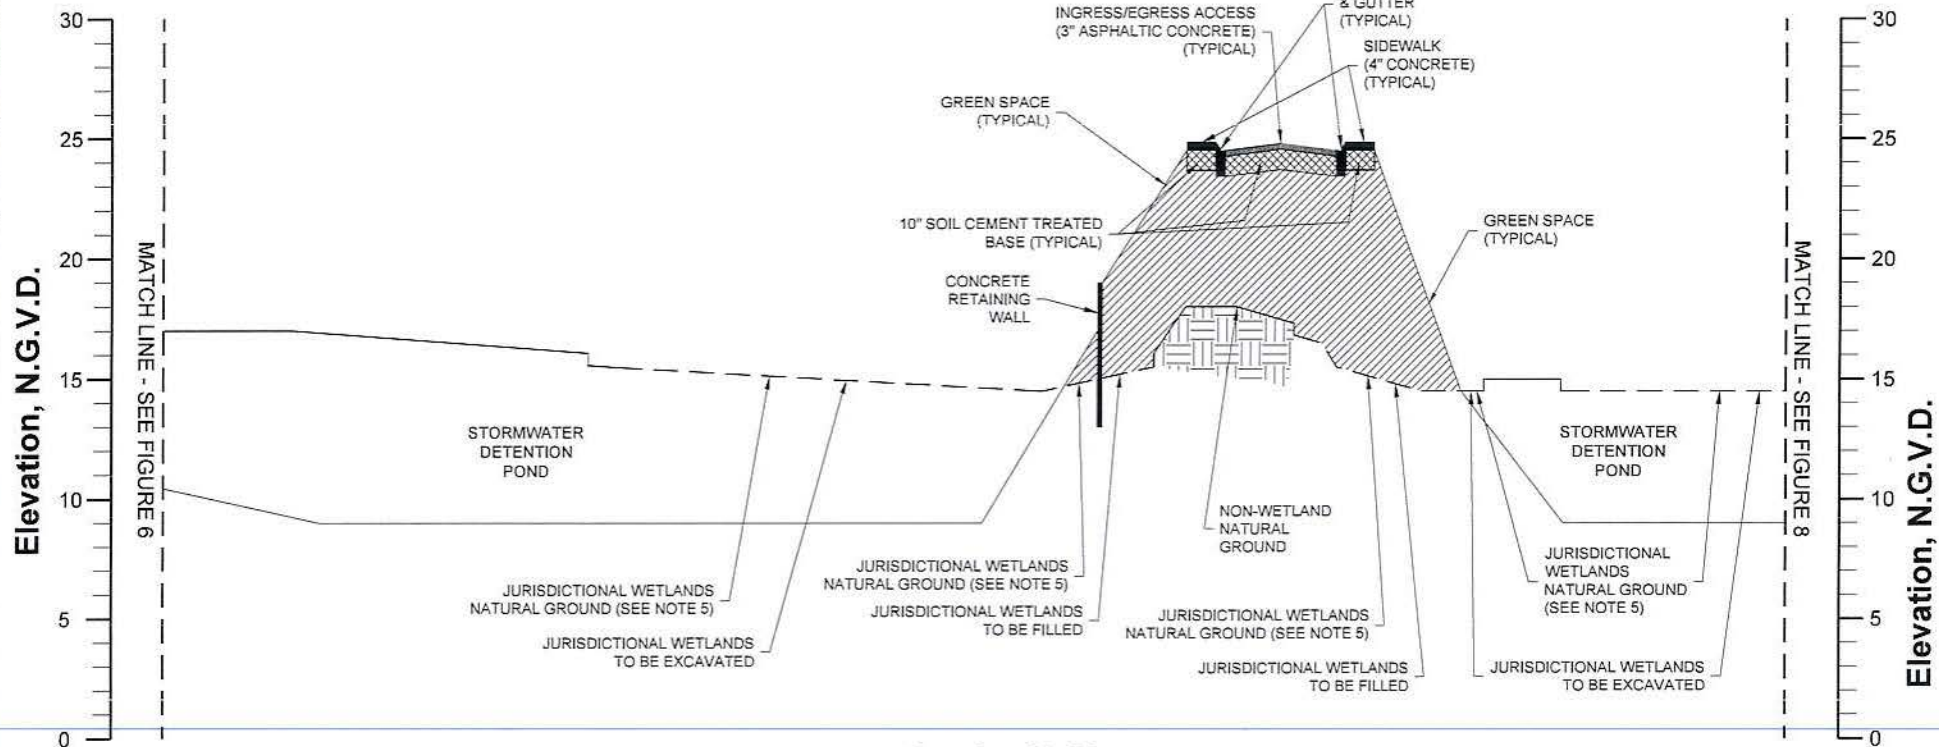 30
25
20
15
10
5
0
Elevation, N.G.V.D.
MATCH LINE - SEE FIGURE 6
INGRESS/EGRESS ACCESS
(3" ASPHALTIC CONCRETE)
(TYPICAL)
& GUTTER
(TYPICAL)
SIDEWALK
(4" CONCRETE)
(TYPICAL)
GREEN SPACE
(TYPICAL)
10" SOIL CEMENT TREATED
BASE (TYPICAL)
GREEN SPACE
(TYPICAL)
CONCRETE
RETAINING
WALL
STORMWATER
DETENTION
POND
STORMWATER
DETENTION
POND
NON-WETLAND
NATURAL
GROUND
JURISDICTIONAL WETLANDS
NATURAL GROUND (SEE NOTE 5)
JURISDICTIONAL WETLANDS
TO BE EXCAVATED
JURISDICTIONAL WETLANDS
NATURAL GROUND (SEE NOTE 5)
JURISDICTIONAL WETLANDS
TO BE FILLED
JURISDICTIONAL WETLANDS
NATURAL GROUND (SEE NOTE 5)
JURISDICTIONAL WETLANDS
TO BE FILLED
JURISDICTIONAL
WETLANDS
NATURAL GROUND
(SEE NOTE 5)
JURISDICTIONAL WETLANDS
TO BE EXCAVATED
MATCH LINE - SEE FIGURE 8
30
25
20
15
10
5
0
Elevation, N.G.V.D.